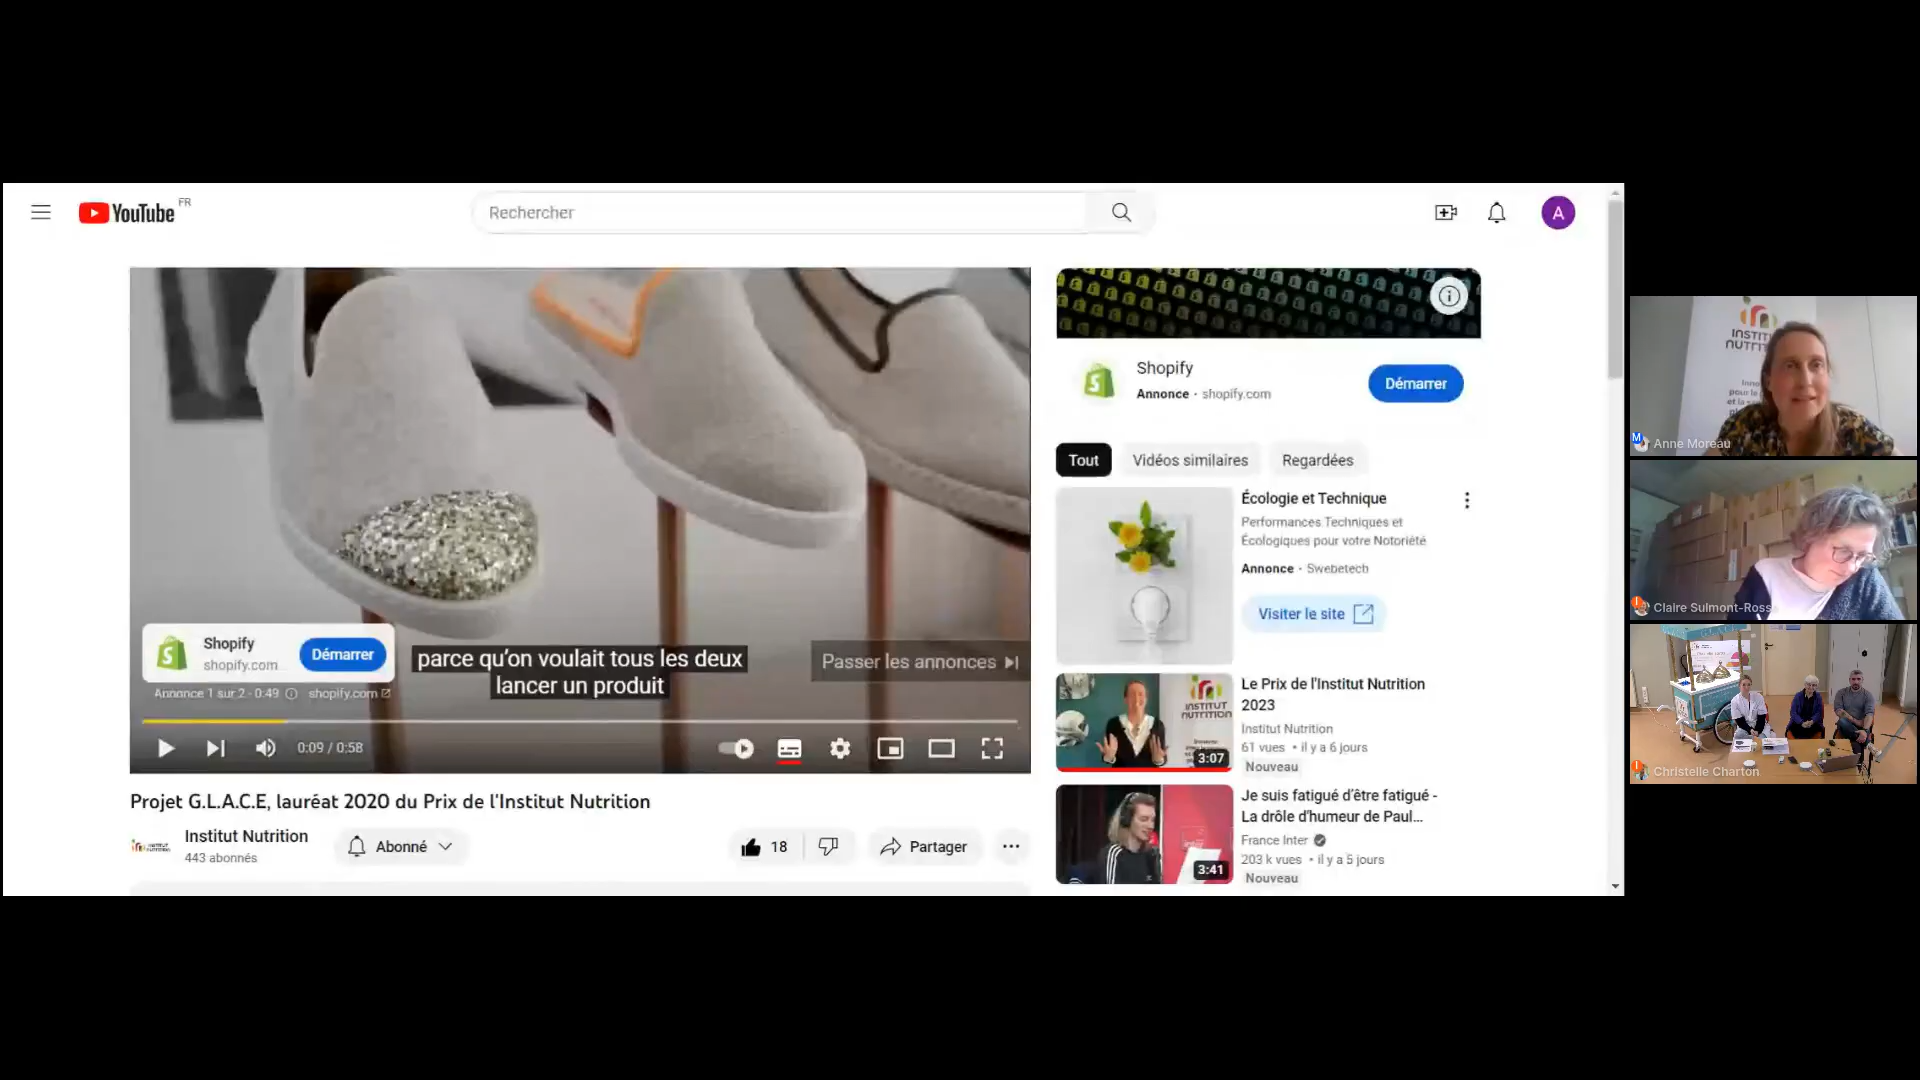 YouTube FR
Rechercher
A
Shopify
shopify.com
Démarrer
parce qu'on voulait tous les deux
lancer un produit
Passer les annonces
Annonce 1 sur 2 · 0:49
shopify.com
0:09 / 0:58
Projet G.L.A.C.E, lauréat 2020 du Prix de l'Institut Nutrition
Institut Nutrition
443 abonnés
Abonné
18
Partager
Shopify
Annonce · shopify.com
Démarrer
Tout
Vidéos similaires
Regardées
Écologie et Technique
Performances Techniques et
Écologiques pour votre Notoriété
Annonce · Swebetech
Visiter le site
INSTITUT
NUTRITION
3:07
Le Prix de l'Institut Nutrition
2023
Institut Nutrition
61 vues • il y a 6 jours
Nouveau
3:41
Je suis fatigué d'être fatigué -
La drôle d'humeur de Paul...
France Inter
203 k vues • il y a 5 jours
Nouveau
Anne Moreau
Claire Sulmont-Ross
Christelle Charton